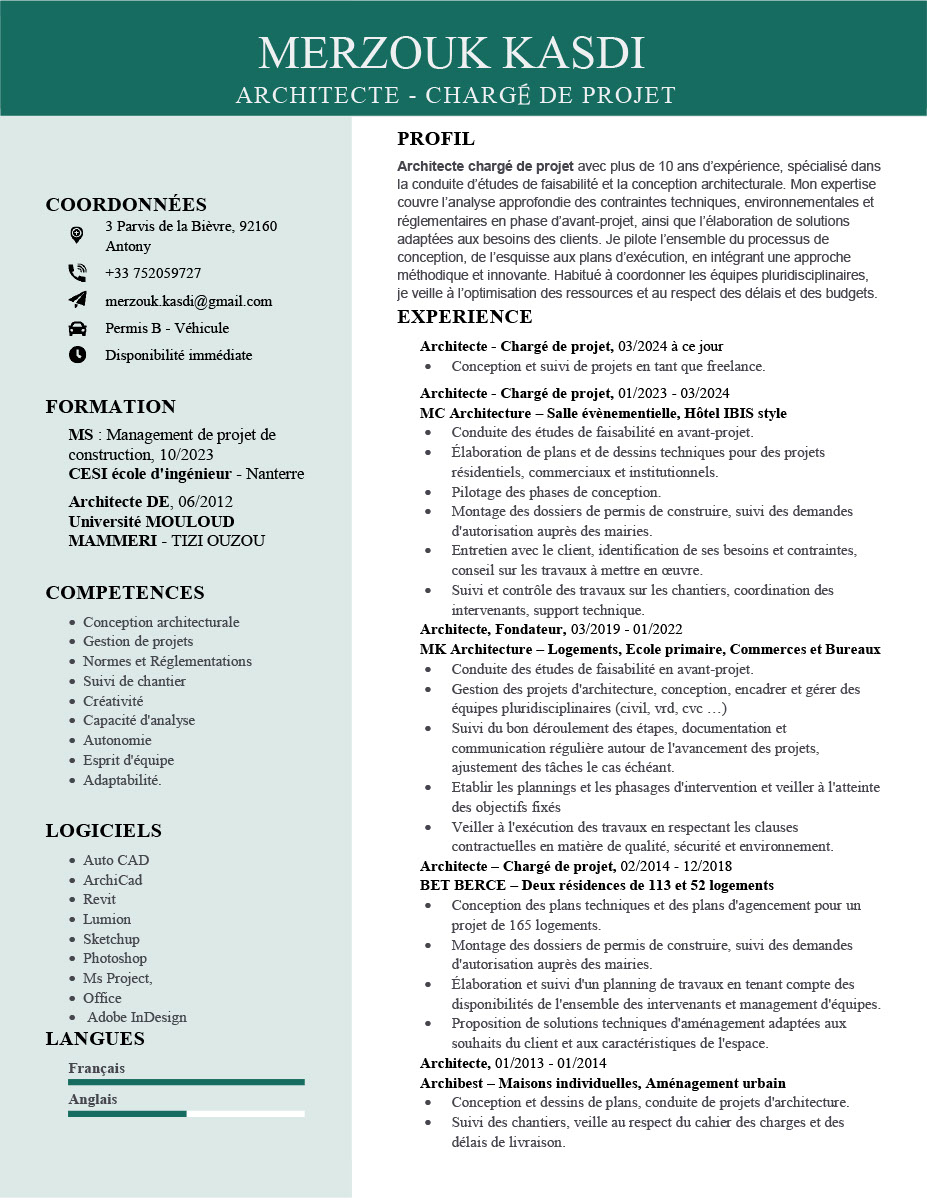 MERZOUK KASDI
ARCHITECTE - CHARGÉ DE PROJET
COORDONNÉES
3 Parvis de la Bièvre, 92160
Antony
+33 752059727
merzouk.kasdi@gmail.com
Permis B - Véhicule
Disponibilité immédiate
FORMATION
MS : Management de projet de
construction, 10/2023
CESI école d'ingénieur - Nanterre
Architecte DE, 06/2012
Université MOULOUD
MAMMERI - TIZI OUZOU
COMPETENCES
• Conception architecturale
• Gestion de projets
• Normes et Réglementations
• Suivi de chantier
• Créativité
• Capacité d'analyse
• Autonomie
• Esprit d'équipe
• Adaptabilité.
LOGICIELS
• Auto CAD
• ArchiCad
• Revit
• Lumion
• Sketchup
• Photoshop
• Ms Project,
• Office
• Adobe InDesign
LANGUES
Français
Anglais
PROFIL
Architecte chargé de projet avec plus de 10 ans d'expérience, spécialisé dans
la conduite d'études de faisabilité et la conception architecturale. Mon expertise
couvre l'analyse approfondie des contraintes techniques, environnementales et
réglementaires en phase d'avant-projet, ainsi que l'élaboration de solutions
adaptées aux besoins des clients. Je pilote l'ensemble du processus de
conception, de l'esquisse aux plans d'exécution, en intégrant une approche
méthodique et innovante. Habitué à coordonner les équipes pluridisciplinaires,
je veille à l'optimisation des ressources et au respect des délais et des budgets.
EXPERIENCE
Architecte - Chargé de projet, 03/2024 à ce jour
• Conception et suivi de projets en tant que freelance.
Architecte - Chargé de projet, 01/2023 - 03/2024
MC Architecture – Salle évènementielle, Hôtel IBIS style
• Conduite des études de faisabilité en avant-projet.
• Élaboration de plans et de dessins techniques pour des projets
résidentiels, commerciaux et institutionnels.
• Pilotage des phases de conception.
• Montage des dossiers de permis de construire, suivi des demandes
d'autorisation auprès des mairies.
• Entretien avec le client, identification de ses besoins et contraintes,
conseil sur les travaux à mettre en œuvre.
• Suivi et contrôle des travaux sur les chantiers, coordination des
intervenants, support technique.
Architecte, Fondateur, 03/2019 - 01/2022
MK Architecture – Logements, Ecole primaire, Commerces et Bureaux
• Conduite des études de faisabilité en avant-projet.
• Gestion des projets d'architecture, conception, encadrer et gérer des
équipes pluridisciplinaires (civil, vrd, cvc …)
• Suivi du bon déroulement des étapes, documentation et
communication régulière autour de l'avancement des projets,
ajustement des tâches le cas échéant.
• Etablir les plannings et les phasages d'intervention et veiller à l'atteinte
des objectifs fixés
• Veiller à l'exécution des travaux en respectant les clauses
contractuelles en matière de qualité, sécurité et environnement.
Architecte – Chargé de projet, 02/2014 - 12/2018
BET BERCE – Deux résidences de 113 et 52 logements
• Conception des plans techniques et des plans d'agencement pour un
projet de 165 logements.
• Montage des dossiers de permis de construire, suivi des demandes
d'autorisation auprès des mairies.
• Élaboration et suivi d'un planning de travaux en tenant compte des
disponibilités de l'ensemble des intervenants et management d'équipes.
• Proposition de solutions techniques d'aménagement adaptées aux
souhaits du client et aux caractéristiques de l'espace.
Architecte, 01/2013 - 01/2014
Archibest – Maisons individuelles, Aménagement urbain
• Conception et dessins de plans, conduite de projets d'architecture.
• Suivi des chantiers, veille au respect du cahier des charges et des
délais de livraison.